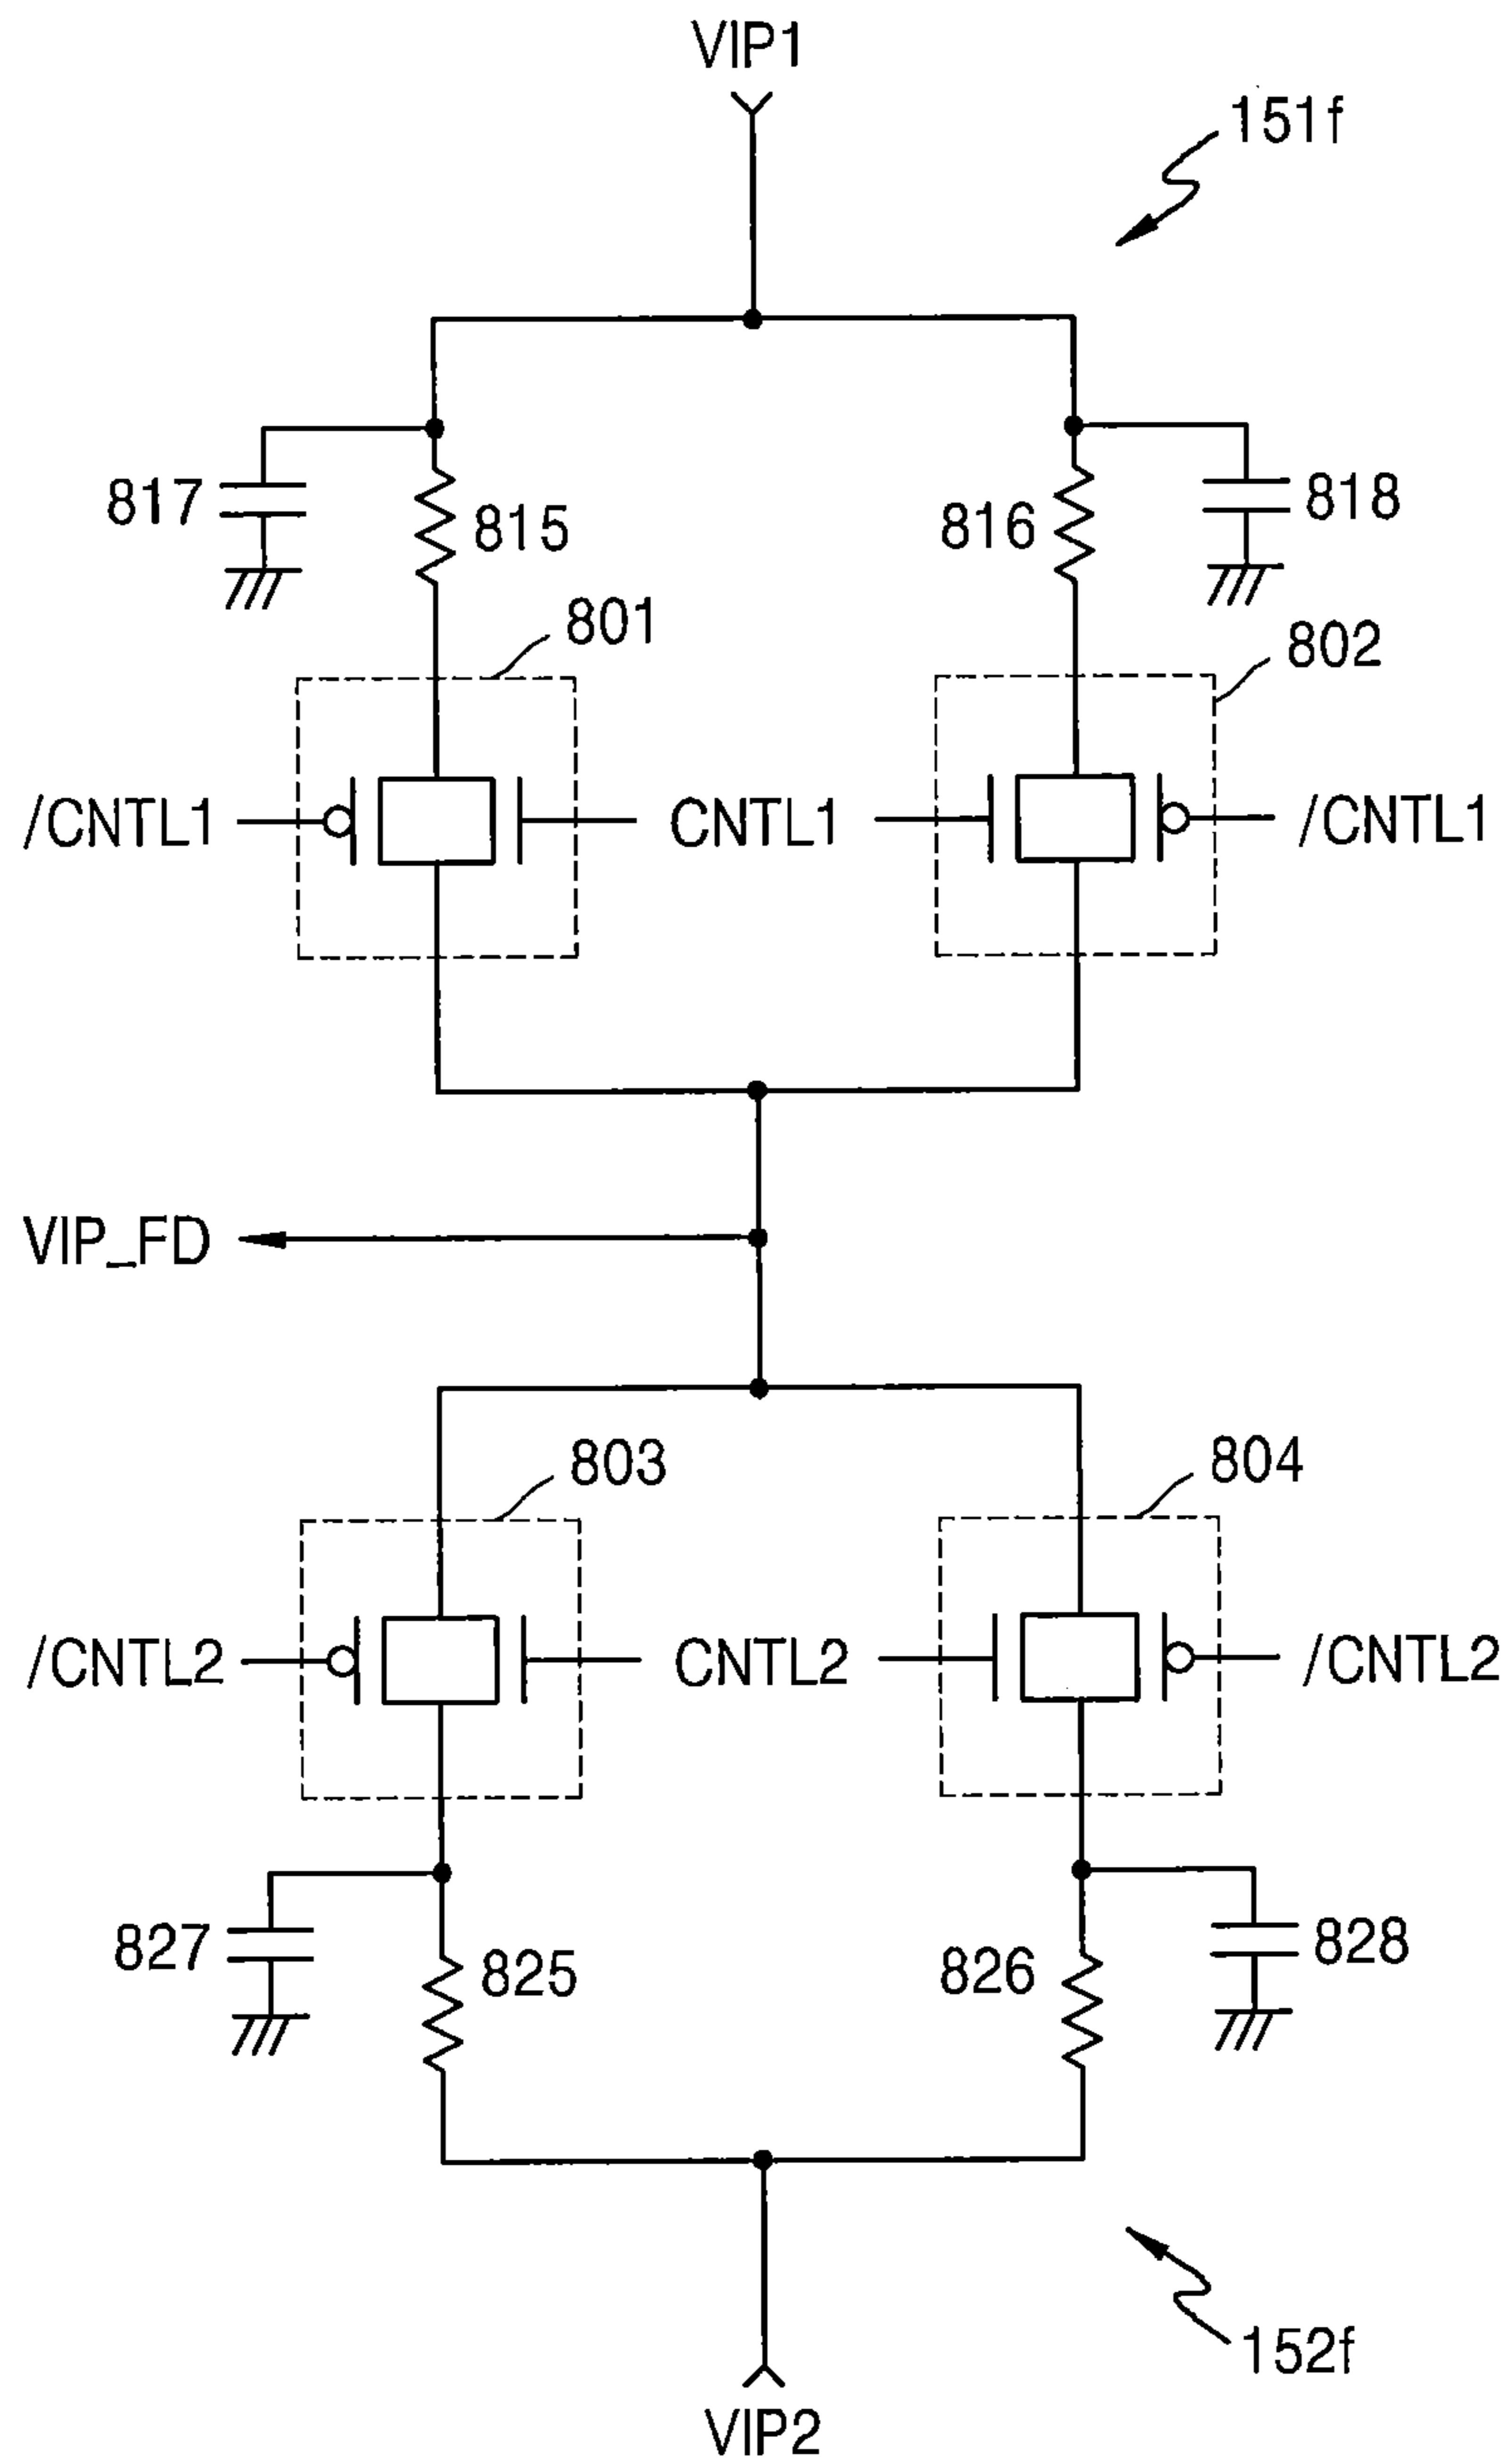 VIP1
151f
817
815
816
818
801
802
/CNTL1
CNTL1
/CNTL1
VIP_FD
803
804
/CNTL2
CNTL2
/CNTL2
827
825
826
828
152f
VIP2